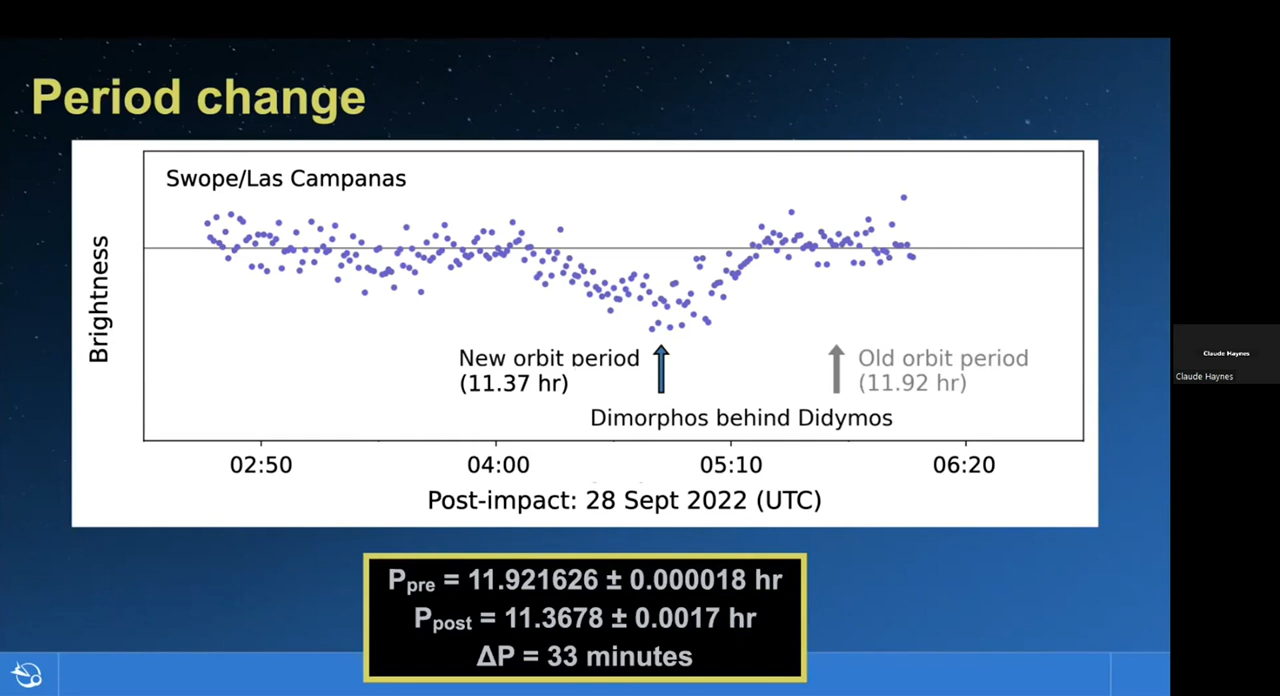 Period change
Swope/Las Campanas
Brightness
New orbit period
(11.37 hr)
Old orbit period
(11.92 hr)
Dimorphos behind Didymos
02:50 04:00 05:10 06:20
Post-impact: 28 Sept 2022 (UTC)
Ppre = 11.921626 ± 0.000018 hr
Ppost = 11.3678 ± 0.0017 hr
ΔP = 33 minutes
Claude Haynes
Claude Haynes